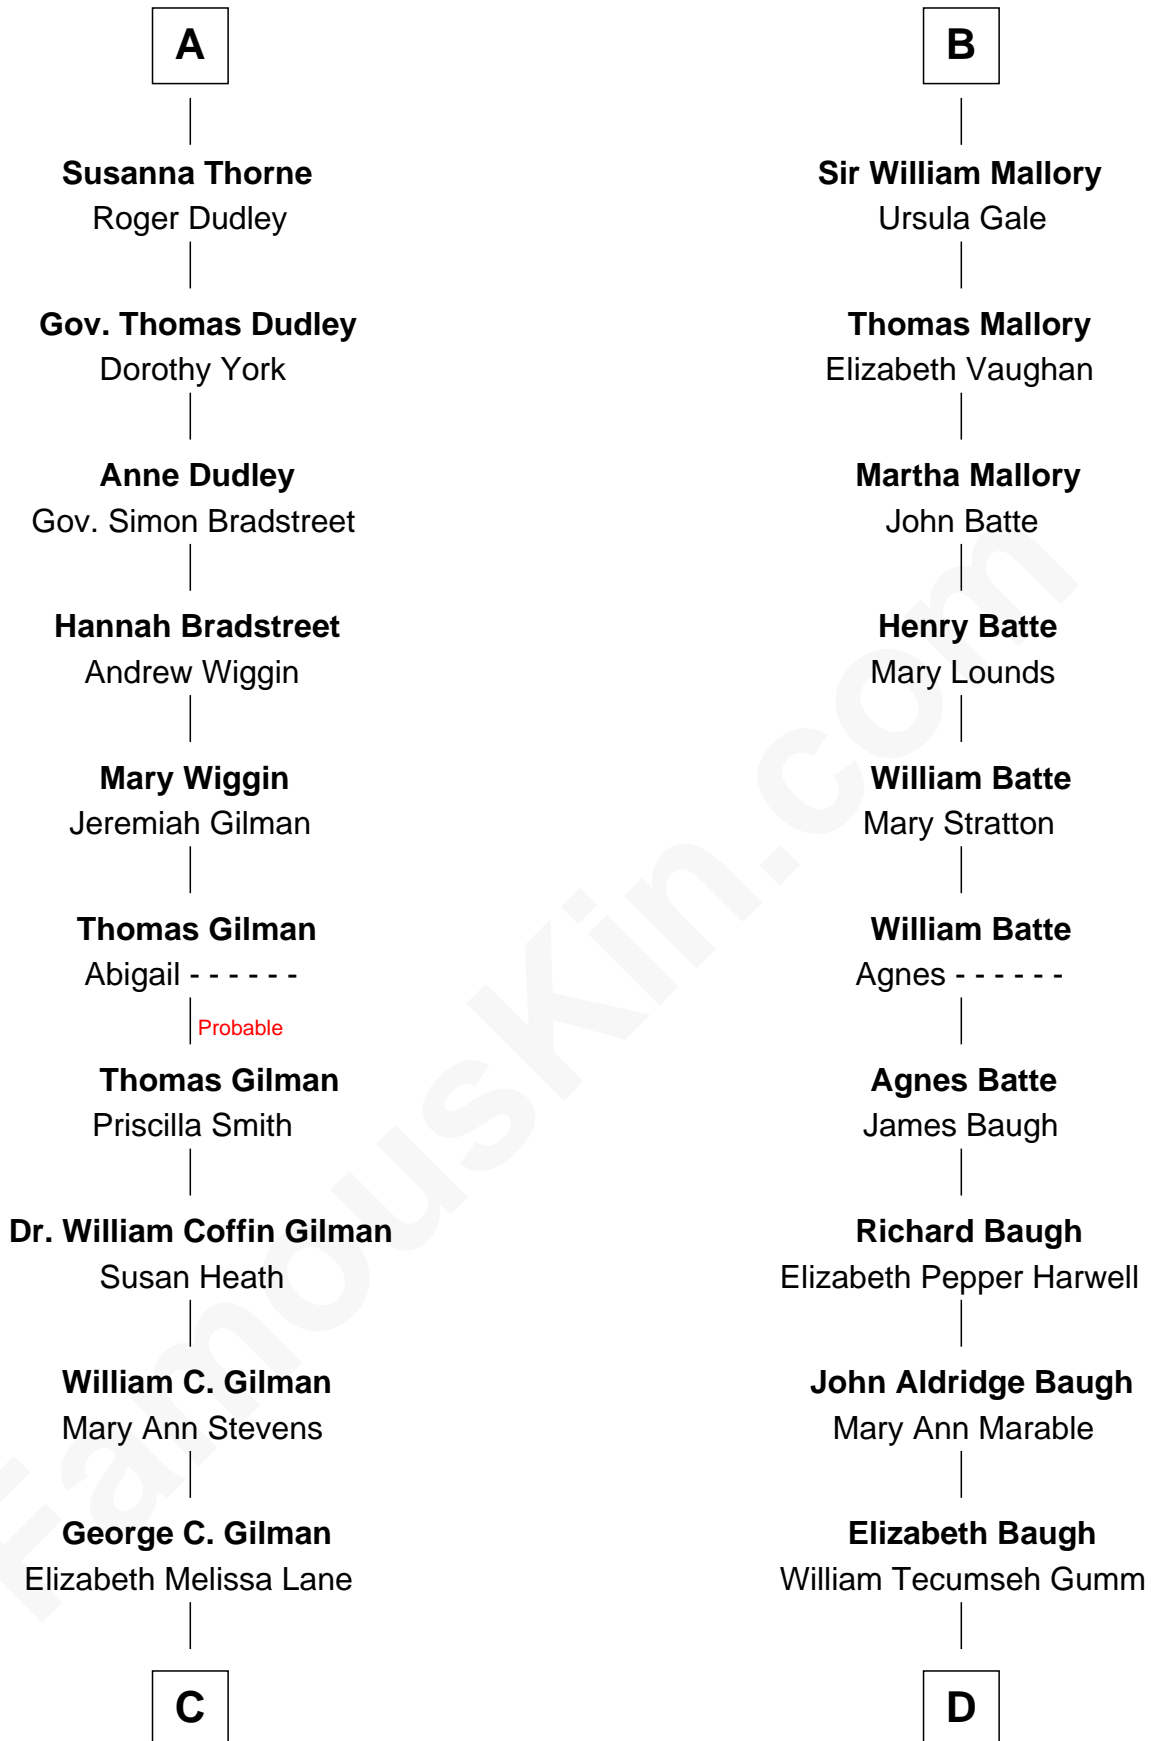 A
Susanna Thorne
Roger Dudley
Gov. Thomas Dudley
Dorothy York
Anne Dudley
Gov. Simon Bradstreet
Hannah Bradstreet
Andrew Wiggin
Mary Wiggin
Jeremiah Gilman
Thomas Gilman
Abigail - - - - - -
Probable
Thomas Gilman
Priscilla Smith
Dr. William Coffin Gilman
Susan Heath
William C. Gilman
Mary Ann Stevens
George C. Gilman
Elizabeth Melissa Lane
C
B
Sir William Mallory
Ursula Gale
Thomas Mallory
Elizabeth Vaughan
Martha Mallory
John Batte
Henry Batte
Mary Lounds
William Batte
Mary Stratton
William Batte
Agnes - - - - - -
Agnes Batte
James Baugh
Richard Baugh
Elizabeth Pepper Harwell
John Aldridge Baugh
Mary Ann Marable
Elizabeth Baugh
William Tecumseh Gumm
D
FamousKin.com